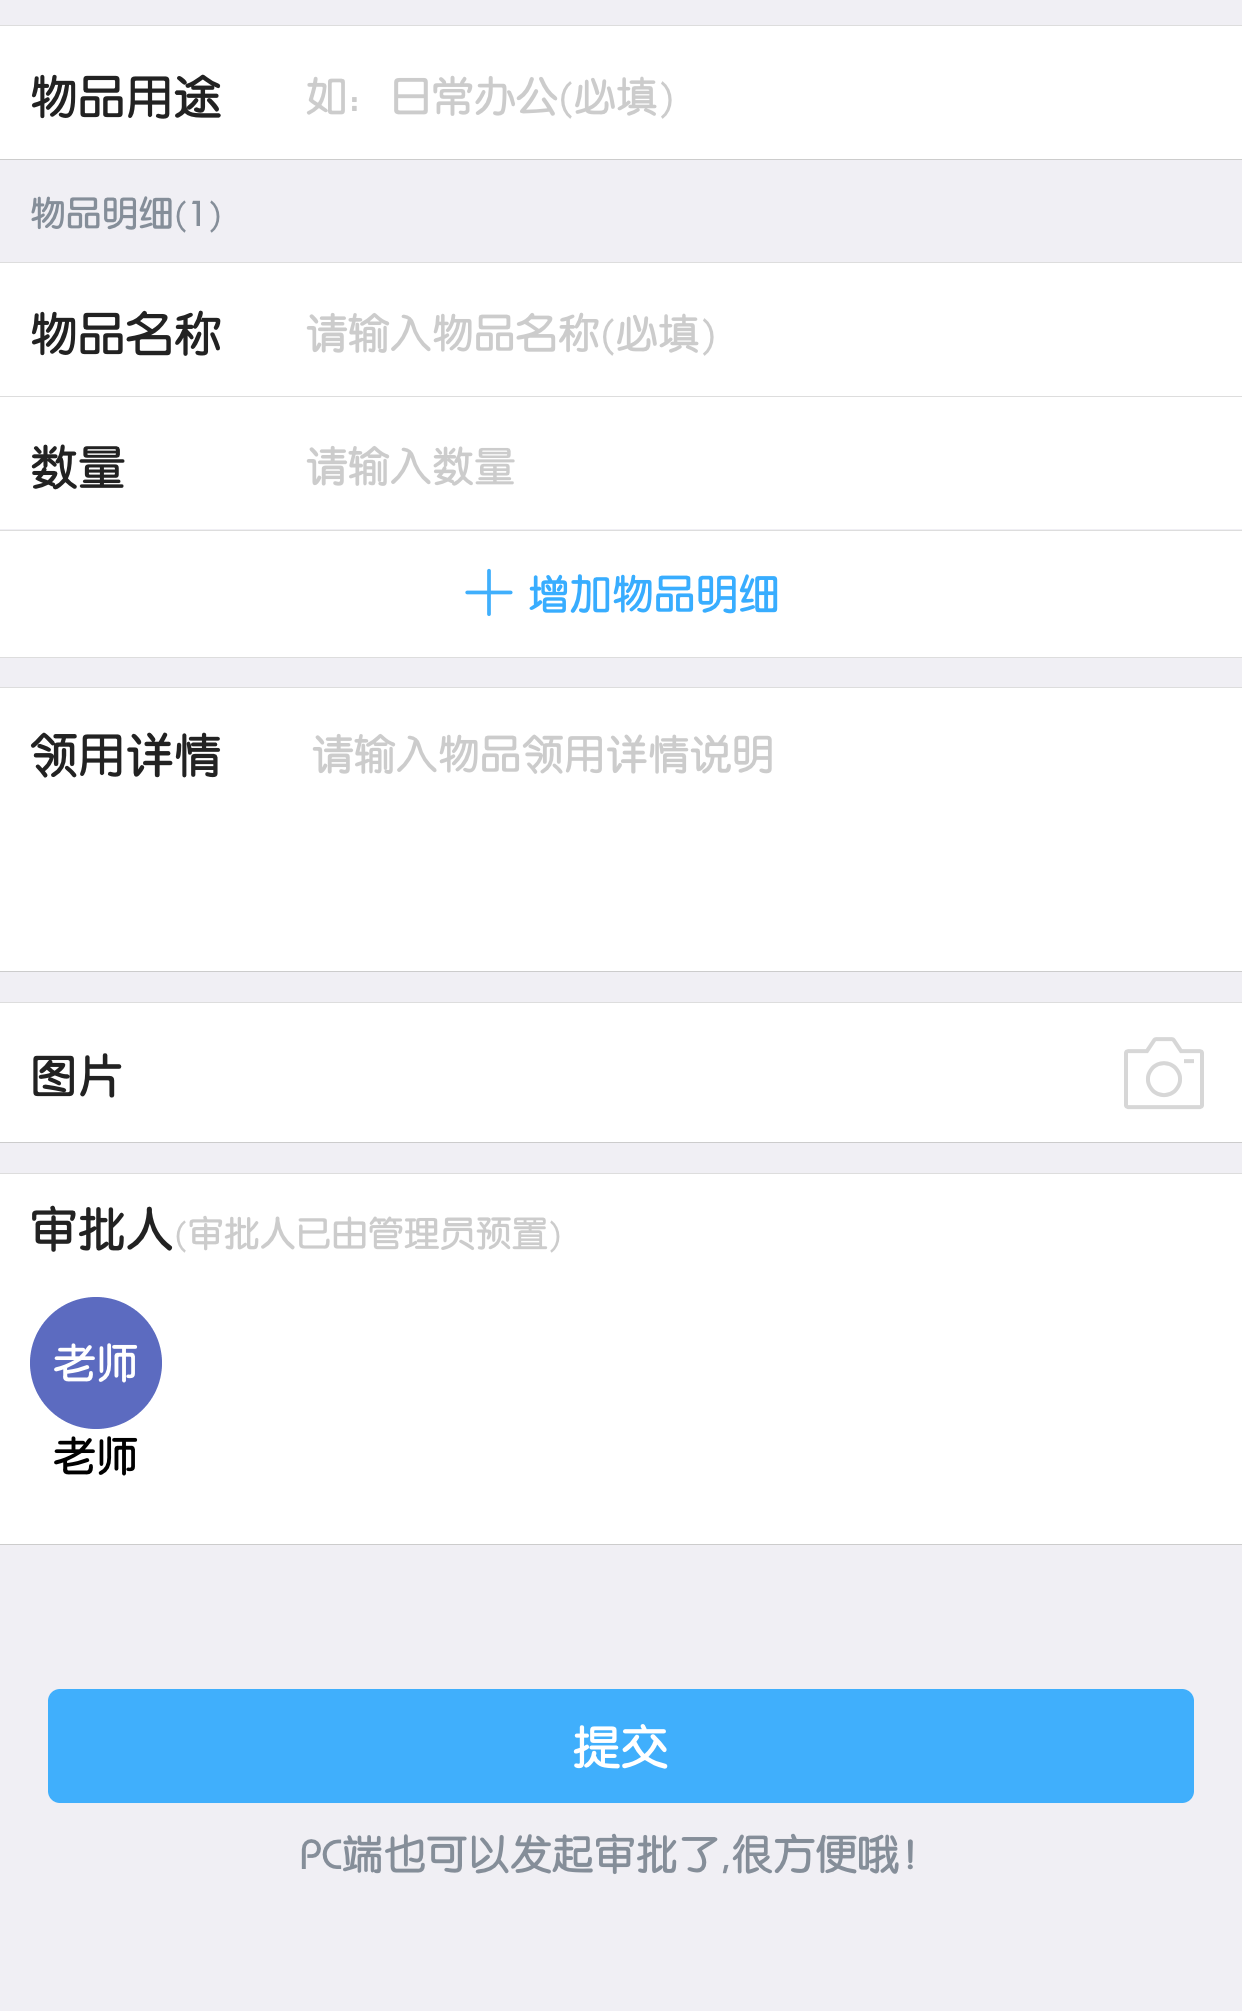 物品用途 如：日常办公(必填)
物品明细(1)
物品名称 请输入物品名称(必填)
数量 请输入数量
增加物品明细
领用详情 请输入物品领用详情说明
图片
审批人(审批人已由管理员预置)
老师
老师
提交
PC端也可以发起审批了,很方便哦!